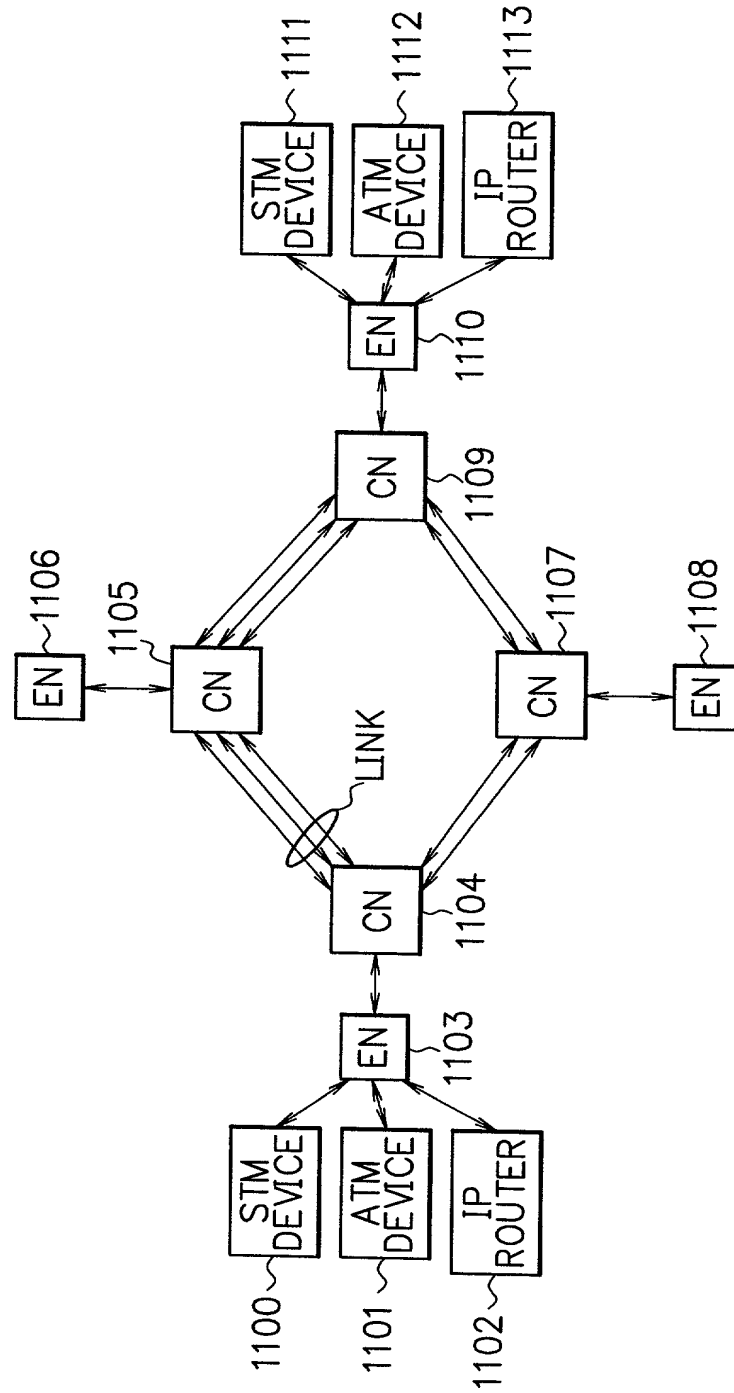 1106
EN
1105
CN
LINK
1100
STM
DEVICE
1101
ATM
DEVICE
1102
IP
ROUTER
EN
1103
CN
1104
CN
1109
EN
1110
STM
DEVICE
1111
ATM
DEVICE
1112
IP
ROUTER
1113
CN
1107
EN
1108